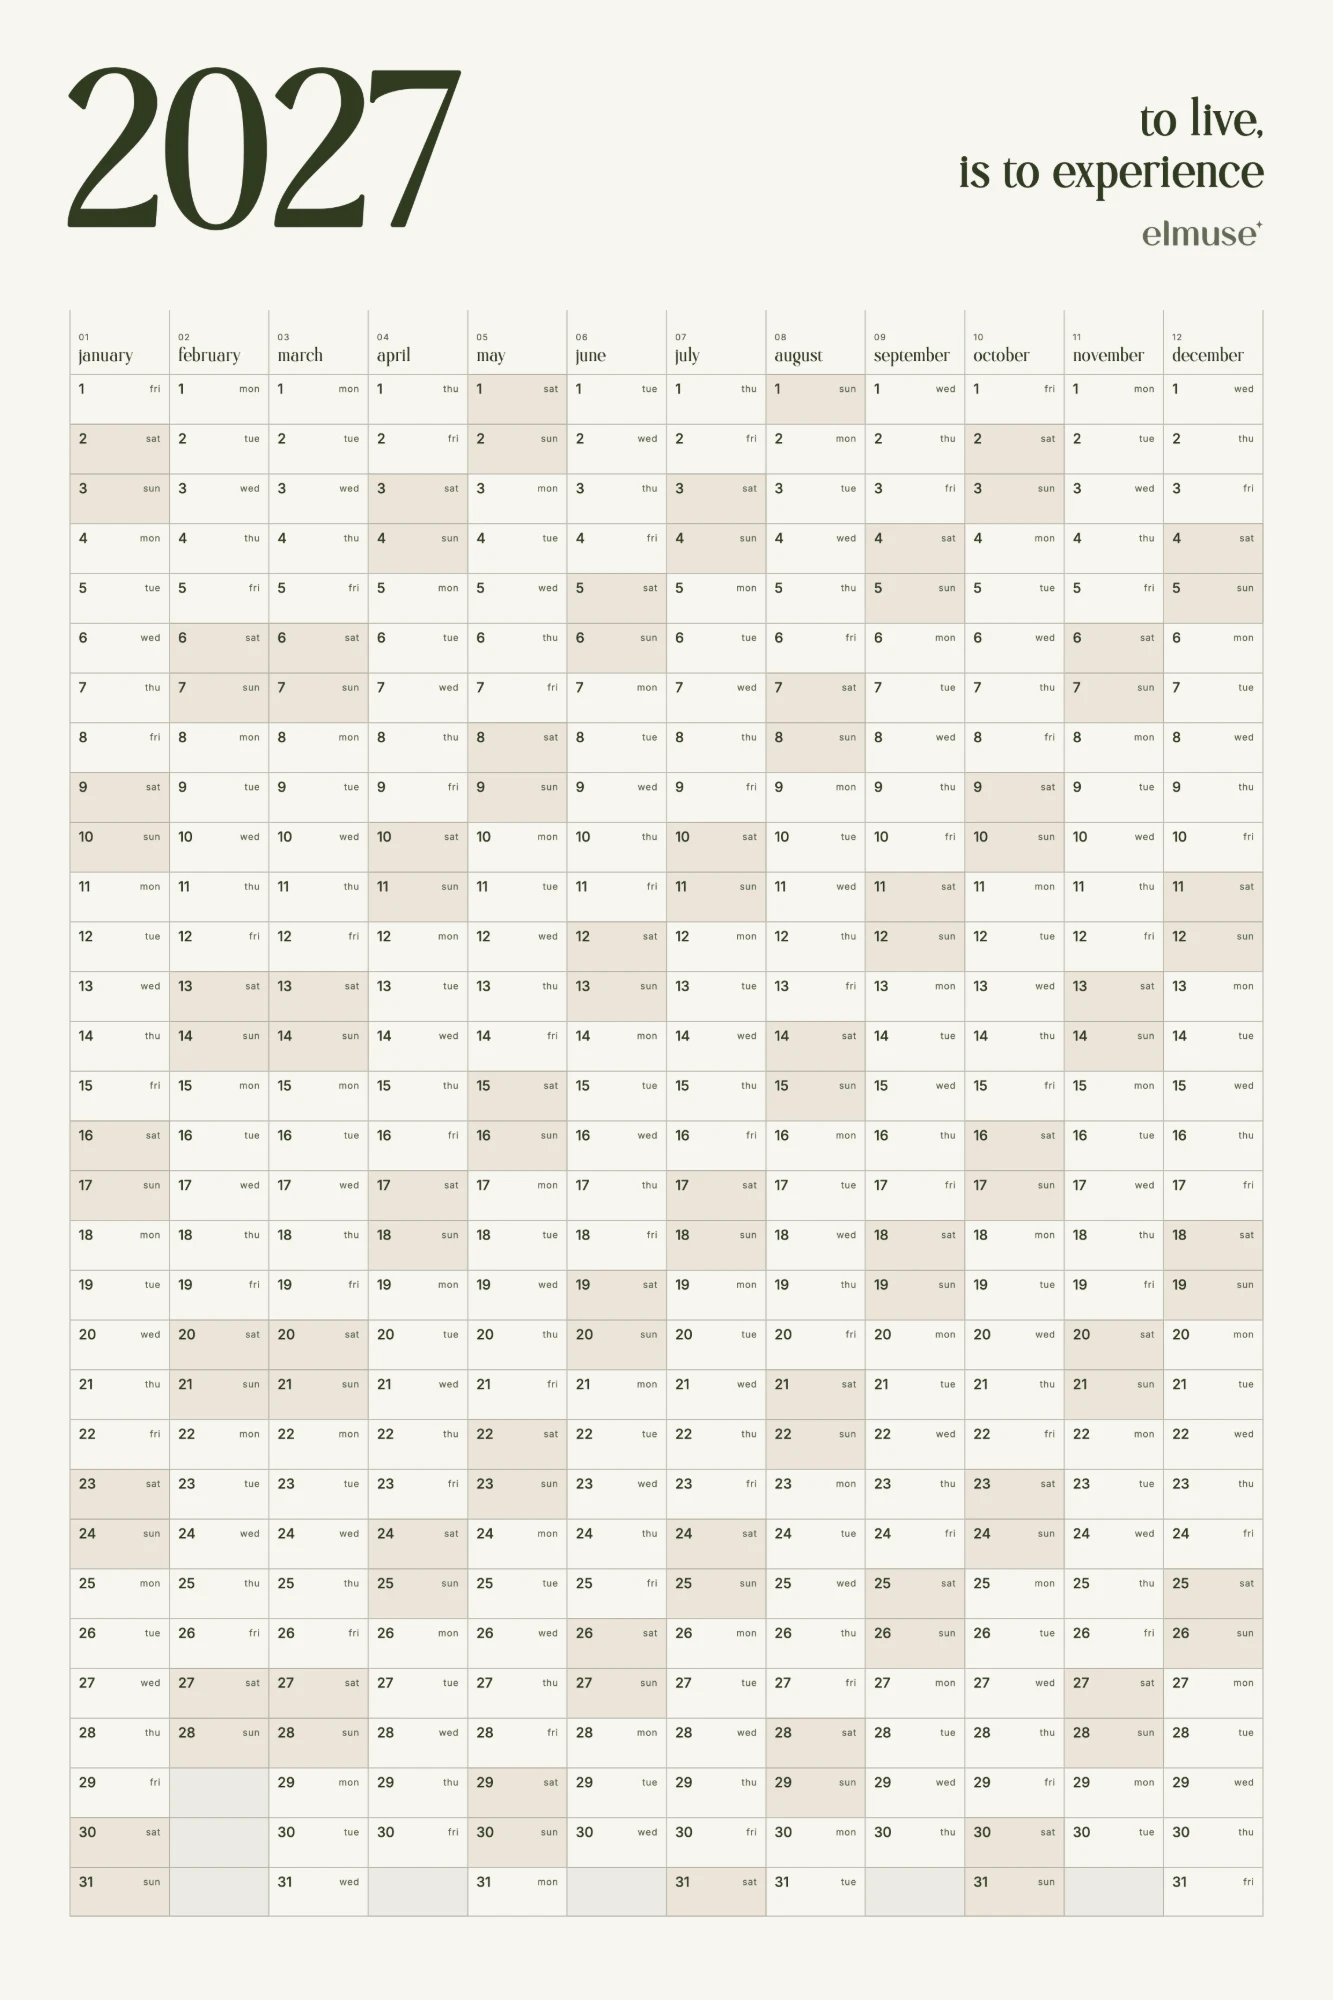 2027
to live,
is to experience
elmuse
01 02 03 04 05 06 07 08 09 10 11 12
january february march april may june july august september october november december
1 fri 1 mon 1 mon 1 thu 1 sat 1 tue 1 thu 1 sun 1 wed 1 fri 1 mon 1 wed
2 sat 2 tue 2 tue 2 fri 2 sun 2 wed 2 fri 2 mon 2 thu 2 sat 2 tue 2 thu
3 sun 3 wed 3 wed 3 sat 3 mon 3 thu 3 sat 3 tue 3 fri 3 sun 3 wed 3 fri
4 mon 4 thu 4 thu 4 sun 4 tue 4 fri 4 sun 4 wed 4 sat 4 mon 4 thu 4 sat
5 tue 5 fri 5 fri 5 mon 5 wed 5 sat 5 mon 5 thu 5 sun 5 tue 5 fri 5 sun
6 wed 6 sat 6 sat 6 tue 6 thu 6 sun 6 tue 6 fri 6 mon 6 wed 6 sat 6 mon
7 thu 7 sun 7 sun 7 wed 7 fri 7 mon 7 wed 7 sat 7 tue 7 thu 7 sun 7 tue
8 fri 8 mon 8 mon 8 thu 8 sat 8 tue 8 thu 8 sun 8 wed 8 fri 8 mon 8 wed
9 sat 9 tue 9 tue 9 fri 9 sun 9 wed 9 fri 9 mon 9 thu 9 sat 9 tue 9 thu
10 sun 10 wed 10 wed 10 sat 10 mon 10 thu 10 sat 10 tue 10 fri 10 sun 10 wed 10 fri
11 mon 11 thu 11 thu 11 sun 11 tue 11 fri 11 sun 11 wed 11 sat 11 mon 11 thu 11 sat
12 tue 12 fri 12 fri 12 mon 12 wed 12 sat 12 mon 12 thu 12 sun 12 tue 12 fri 12 sun
13 wed 13 sat 13 sat 13 tue 13 thu 13 sun 13 tue 13 fri 13 mon 13 wed 13 sat 13 mon
14 thu 14 sun 14 sun 14 wed 14 fri 14 mon 14 wed 14 sat 14 tue 14 thu 14 sun 14 tue
15 fri 15 mon 15 mon 15 thu 15 sat 15 tue 15 thu 15 sun 15 wed 15 fri 15 mon 15 wed
16 sat 16 tue 16 tue 16 fri 16 sun 16 wed 16 fri 16 mon 16 thu 16 sat 16 tue 16 thu
17 sun 17 wed 17 wed 17 sat 17 mon 17 thu 17 sat 17 tue 17 fri 17 sun 17 wed 17 fri
18 mon 18 thu 18 thu 18 sun 18 tue 18 fri 18 sun 18 wed 18 sat 18 mon 18 thu 18 sat
19 tue 19 fri 19 fri 19 mon 19 wed 19 sat 19 mon 19 thu 19 sun 19 tue 19 fri 19 sun
20 wed 20 sat 20 sat 20 tue 20 thu 20 sun 20 tue 20 fri 20 mon 20 wed 20 sat 20 mon
21 thu 21 sun 21 sun 21 wed 21 fri 21 mon 21 wed 21 sat 21 tue 21 thu 21 sun 21 tue
22 fri 22 mon 22 mon 22 thu 22 sat 22 tue 22 thu 22 sun 22 wed 22 fri 22 mon 22 wed
23 sat 23 tue 23 tue 23 fri 23 sun 23 wed 23 fri 23 mon 23 thu 23 sat 23 tue 23 thu
24 sun 24 wed 24 wed 24 sat 24 mon 24 thu 24 sat 24 tue 24 fri 24 sun 24 wed 24 fri
25 mon 25 thu 25 thu 25 sun 25 tue 25 fri 25 sun 25 wed 25 sat 25 mon 25 thu 25 sat
26 tue 26 fri 26 fri 26 mon 26 wed 26 sat 26 mon 26 thu 26 sun 26 tue 26 fri 26 sun
27 wed 27 sat 27 sat 27 tue 27 thu 27 sun 27 tue 27 fri 27 mon 27 wed 27 sat 27 mon
28 thu 28 sun 28 sun 28 wed 28 fri 28 mon 28 wed 28 sat 28 tue 28 thu 28 sun 28 tue
29 fri 29 mon 29 thu 29 sat 29 tue 29 thu 29 sun 29 wed 29 fri 29 mon 29 wed
30 sat 30 tue 30 fri 30 sun 30 wed 30 fri 30 mon 30 thu 30 sat 30 tue 30 thu
31 sun 31 wed 31 mon 31 sat 31 tue 31 sun 31 fri